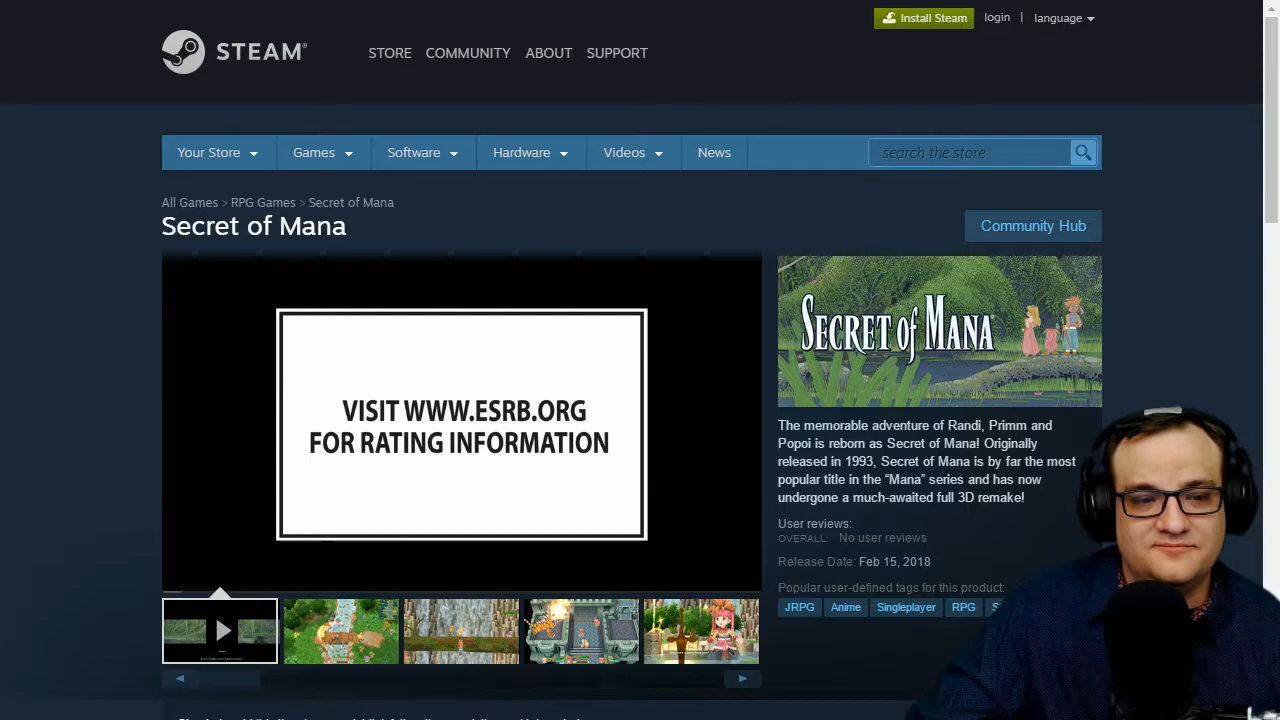 Install Steam
login | language
STEAM®
STORE COMMUNITY ABOUT SUPPORT
Your Store Games Software Hardware Videos News
search the store
All Games > RPG Games > Secret of Mana
Secret of Mana
Community Hub
VISIT WWW.ESRB.ORG
FOR RATING INFORMATION
SECRET of MANA
The memorable adventure of Randi, Primm and
Popoi is reborn as Secret of Mana! Originally
released in 1993, Secret of Mana is by far the most
popular title in the “Mana” series and has now
undergone a much-awaited full 3D remake!
User reviews:
OVERALL: No user reviews
Release Date: Feb 15, 2018
Popular user-defined tags for this product:
JRPG Anime Singleplayer RPG